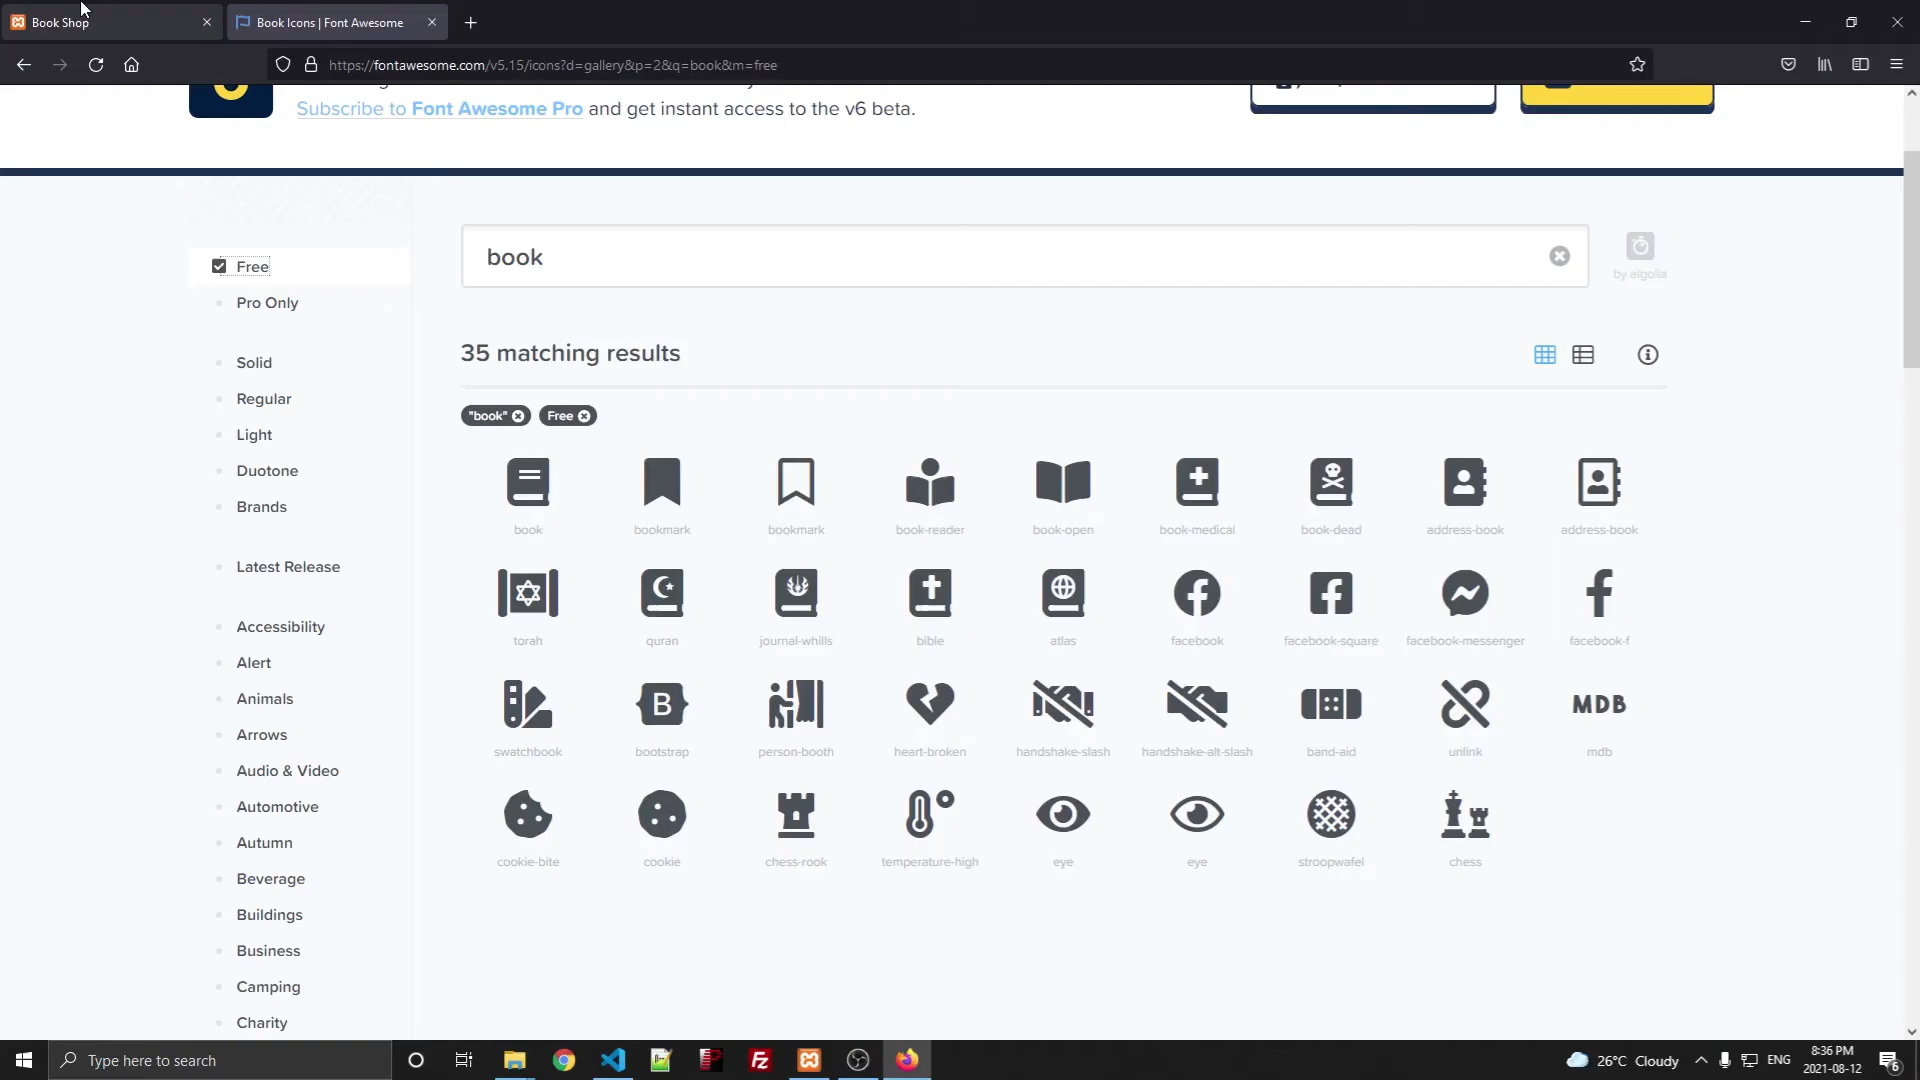 Book Shop
Book Icons | Font Awesome
https://fontawesome.com/v5.15/icons?d=gallery&p=2&q=book&m=free
Subscribe to Font Awesome Pro and get instant access to the v6 beta.
Free
Pro Only
Solid
Regular
Light
Duotone
Brands
Latest Release
Accessibility
Alert
Animals
Arrows
Audio & Video
Automotive
Autumn
Beverage
Buildings
Business
Camping
Charity
book
by algolia
35 matching results
"book" Free
book bookmark bookmark book-reader book-open book-medical book-dead address-book address-book
torah quran journal-whills bible atlas facebook facebook-square facebook-messenger facebook-f
B
MDB
swatchbook bootstrap person-booth heart-broken handshake-slash handshake-alt-slash band-aid unlink mdb
cookie-bite cookie chess-rook temperature-high eye eye stroopwafel chess
Type here to search
Fz
26°C Cloudy
ENG
8:36 PM
2021-08-12
6